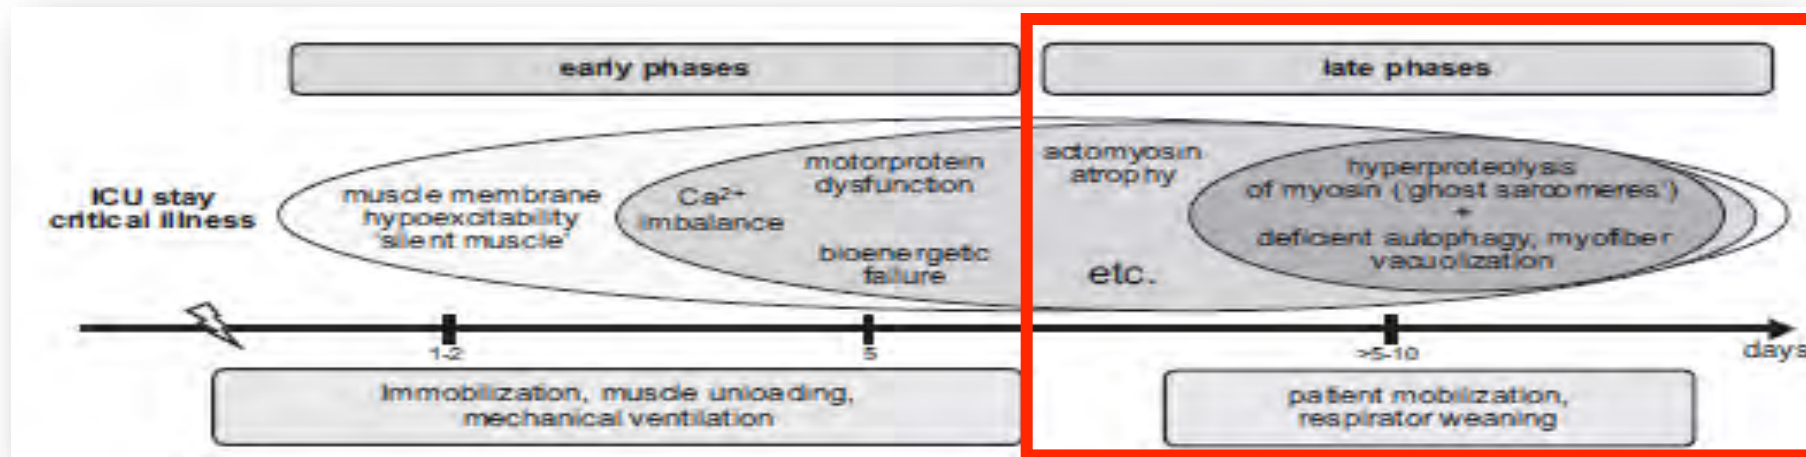 early phases
late phases
ICU stay
critical illness
muscle membrane
hypoexcitability
'silent muscle'
Ca²⁺
imbalance
motorprotein
dysfunction
bioenergetic
failure
actomyosin
atrophy
etc.
hyperproteolysis
of myosin ('ghost sarcomeres')
+
deficient autophagy, myofiber
vacuolization
1-2
5
>5-10
days
Immobilization, muscle unloading,
mechanical ventilation
patient mobilization,
respirator weaning